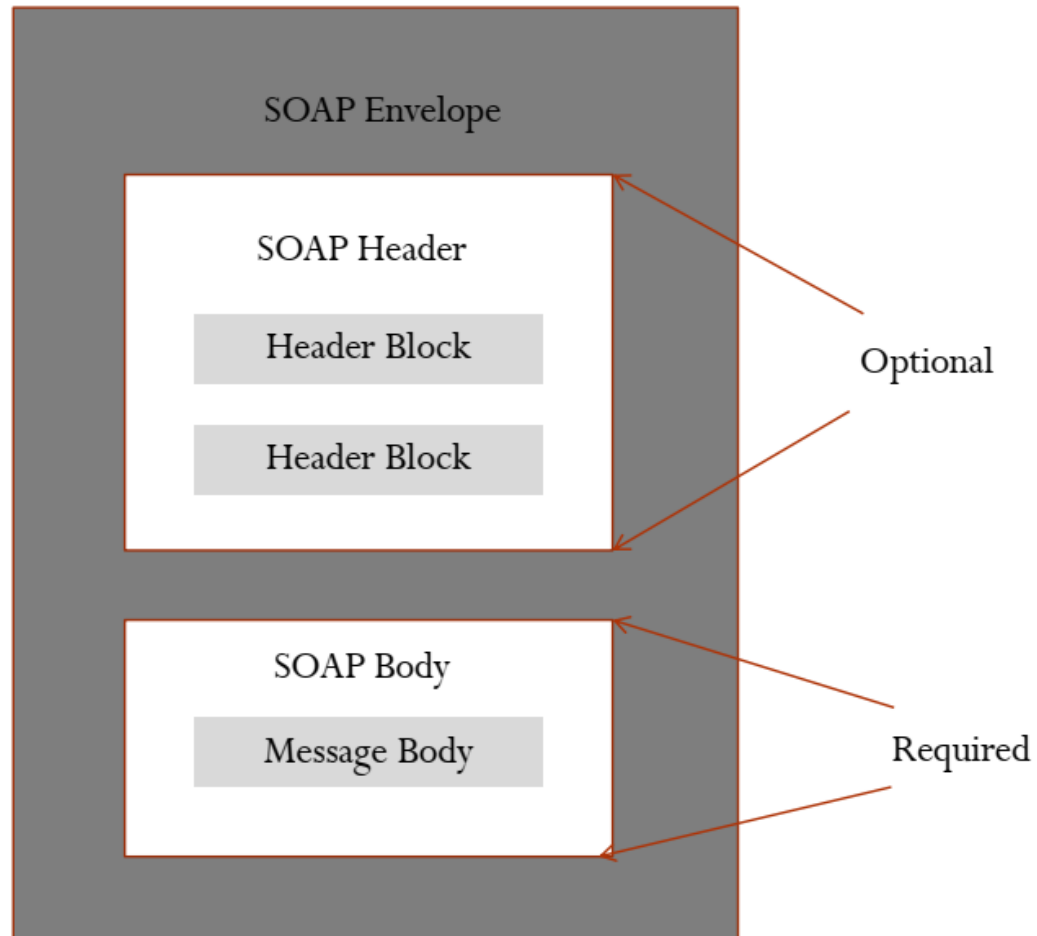 SOAP Envelope
SOAP Header
Header Block
Header Block
Optional
SOAP Body
Message Body
Required